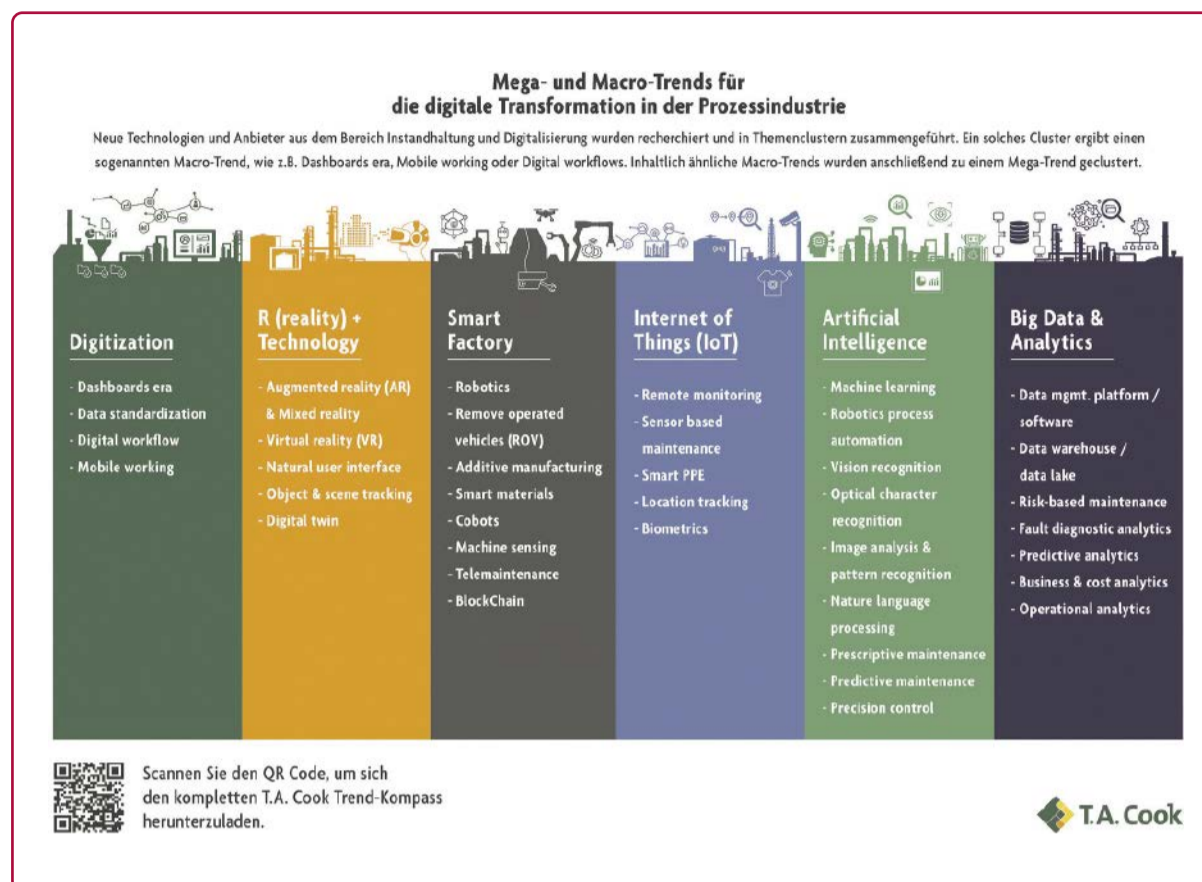 Mega- und Macro-Trends für
die digitale Transformation in der Prozessindustrie
Neue Technologien und Anbieter aus dem Bereich Instandhaltung und Digitalisierung wurden recherchiert und in Themenclustern zusammengeführt. Ein solches Cluster ergibt einen
sogenannten Macro-Trend, wie z.B. Dashboards era, Mobile working oder Digital workflows. Inhaltlich ähnliche Macro-Trends wurden anschließend zu einem Mega-Trend geclustert.
Digitization
- Dashboards era
- Data standardization
- Digital workflow
- Mobile working
R (reality) +
Technology
- Augmented reality (AR)
& Mixed reality
- Virtual reality (VR)
- Natural user interface
- Object & scene tracking
- Digital twin
Smart
Factory
- Robotics
- Remove operated
vehicles (ROV)
- Additive manufacturing
- Smart materials
- Cobots
- Machine sensing
- Telemaintenance
- BlockChain
Internet of
Things (IoT)
- Remote monitoring
- Sensor based
maintenance
- Smart PPE
- Location tracking
- Biometrics
Artificial
Intelligence
- Machine learning
- Robotics process
automation
- Vision recognition
- Optical character
recognition
- Image analysis &
pattern recognition
- Nature language
processing
- Prescriptive maintenance
- Predictive maintenance
- Precision control
Big Data &
Analytics
- Data mgmt. platform /
software
- Data warehouse /
data lake
- Risk-based maintenance
- Fault diagnostic analytics
- Predictive analytics
- Business & cost analytics
- Operational analytics
Scannen Sie den QR Code, um sich
den kompletten T.A. Cook Trend-Kompass
herunterzuladen.
T.A. Cook